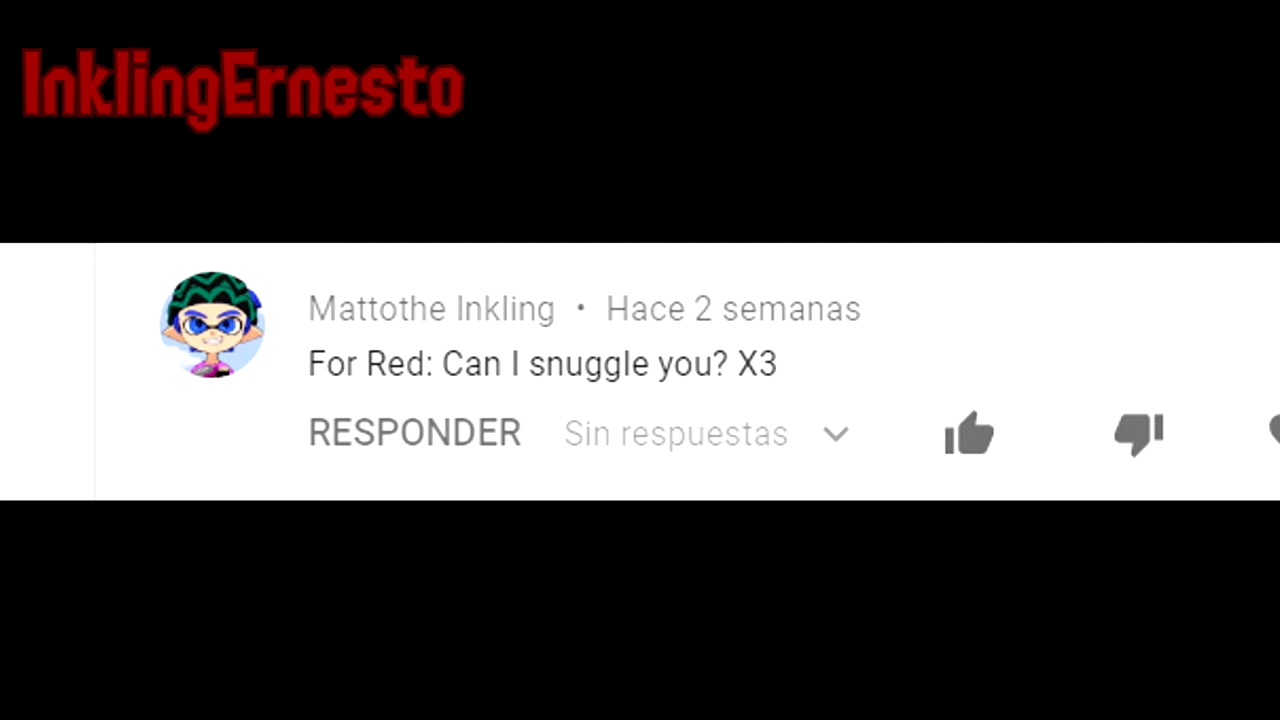 InklingErnesto
Mattothe Inkling • Hace 2 semanas
For Red: Can I snuggle you? X3
RESPONDER Sin respuestas